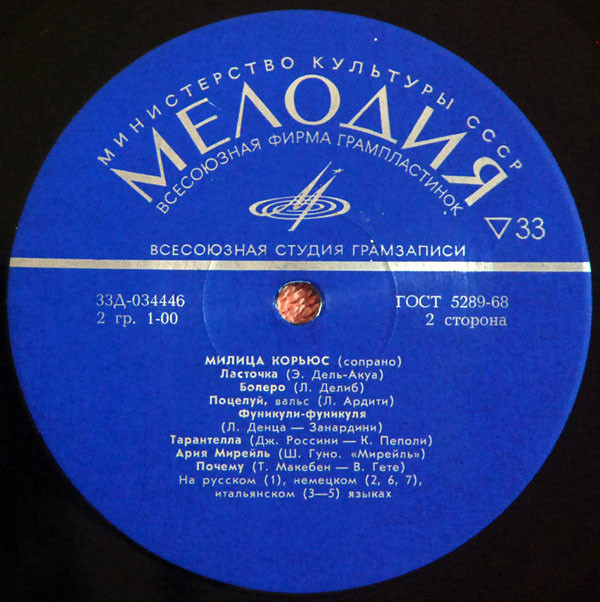 МИНИСТЕРСТВО КУЛЬТУРЫ СССР
МЕЛОДИЯ
ВСЕСОЮЗНАЯ ФИРМА ГРАМПЛАСТИНОК
▽33
ВСЕСОЮЗНАЯ СТУДИЯ ГРАМЗАПИСИ
33Д-034446
2 гр. 1-00
ГОСТ 5289-68
2 сторона
МИЛИЦА КОРЬЮС (сопрано)
Ласточка (Э. Дель-Акуа)
Болеро (Л. Делиб)
Поцелуй, вальс (Л. Ардити)
Фуникули-фуникуля
(Л. Денца — Занардини)
Тарантелла (Дж. Россини — К. Пеполи)
Ария Мирейль (Ш. Гуно. «Мирейль»)
Почему (Т. Макебен — В. Гете)
На русском (1), немецком (2, 6, 7),
итальянском (3—5) языках